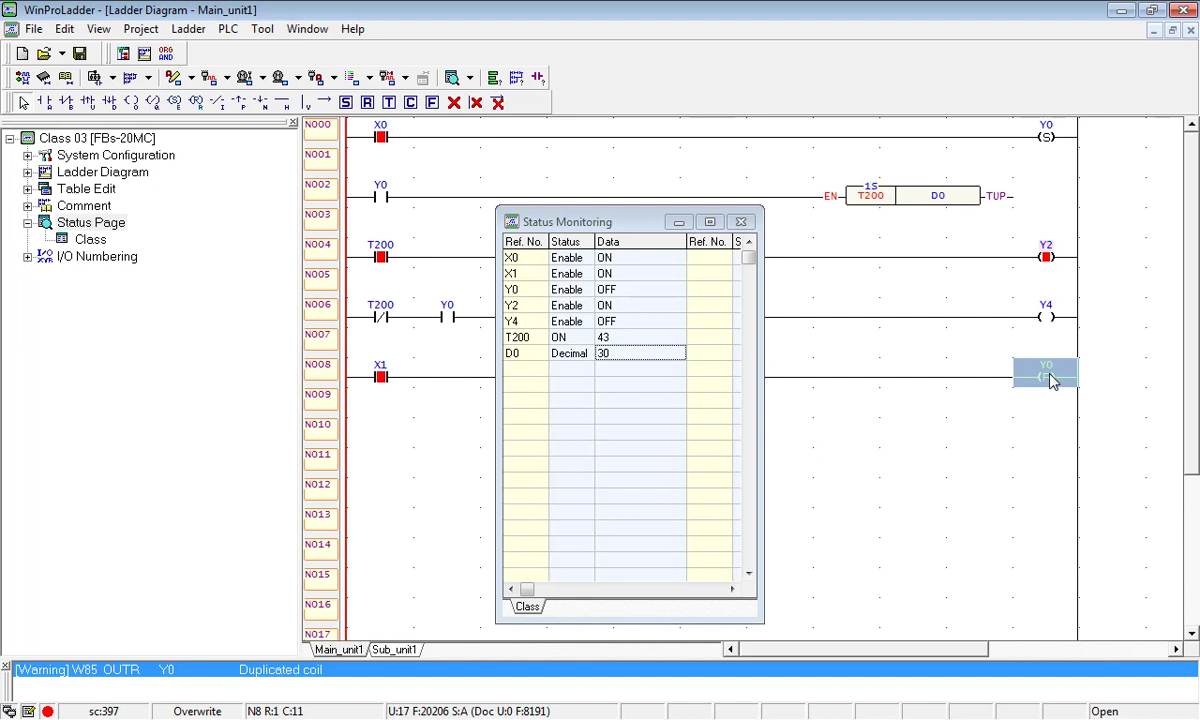 WinProLadder - [Ladder Diagram - Main_unit1]
File Edit View Project Ladder PLC Tool Window Help
ORG
AND
S R T C F
Class 03 [FBs-20MC]
System Configuration
Ladder Diagram
Table Edit
Comment
Status Page
Class
I/O Numbering
N000 X0 Y0
(S)
N001
N002 Y0 EN 1S T200 D0 TUP
N003
N004 T200 Y2
N005
N006 T200 Y0 Y4
N007
N008 X1 Y0
N009
N010
N011
N012
N013
N014
N015
N016
N017
Status Monitoring
Ref. No. Status Data Ref. No. S
X0 Enable ON
X1 Enable ON
Y0 Enable OFF
Y2 Enable ON
Y4 Enable OFF
T200 ON 43
D0 Decimal 30
Class
Main_unit1 Sub_unit1
[Warning] W85 OUTR Y0 Duplicated coil
sc:397 Overwrite N8 R:1 C:11 U:17 F:20206 S:A (Doc U:0 F:8191) Open